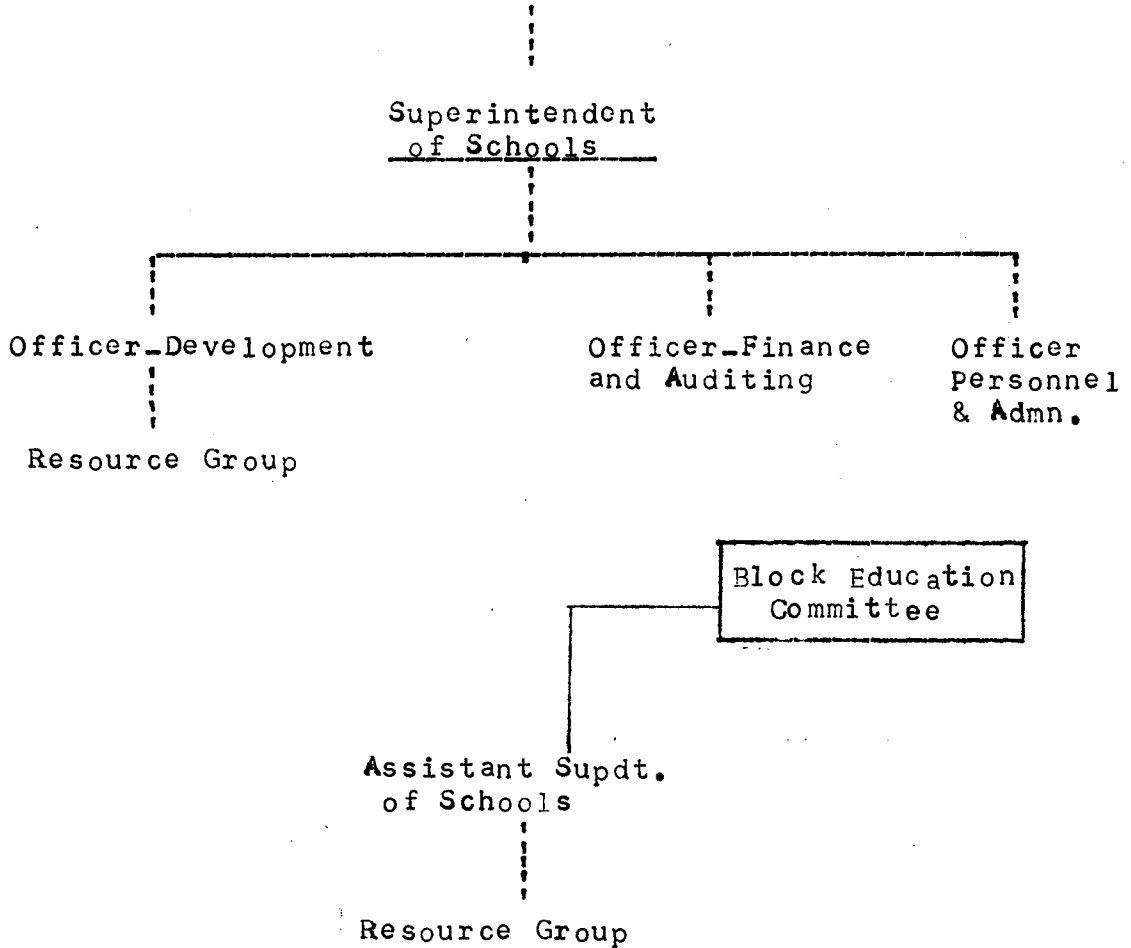 Superintendent
of Schools
Officer-Development
Officer-Finance
and Auditing
Officer
Personnel
& Admn.
Resource Group
Block Education
Committee
Assistant Supdt.
of Schools
Resource Group